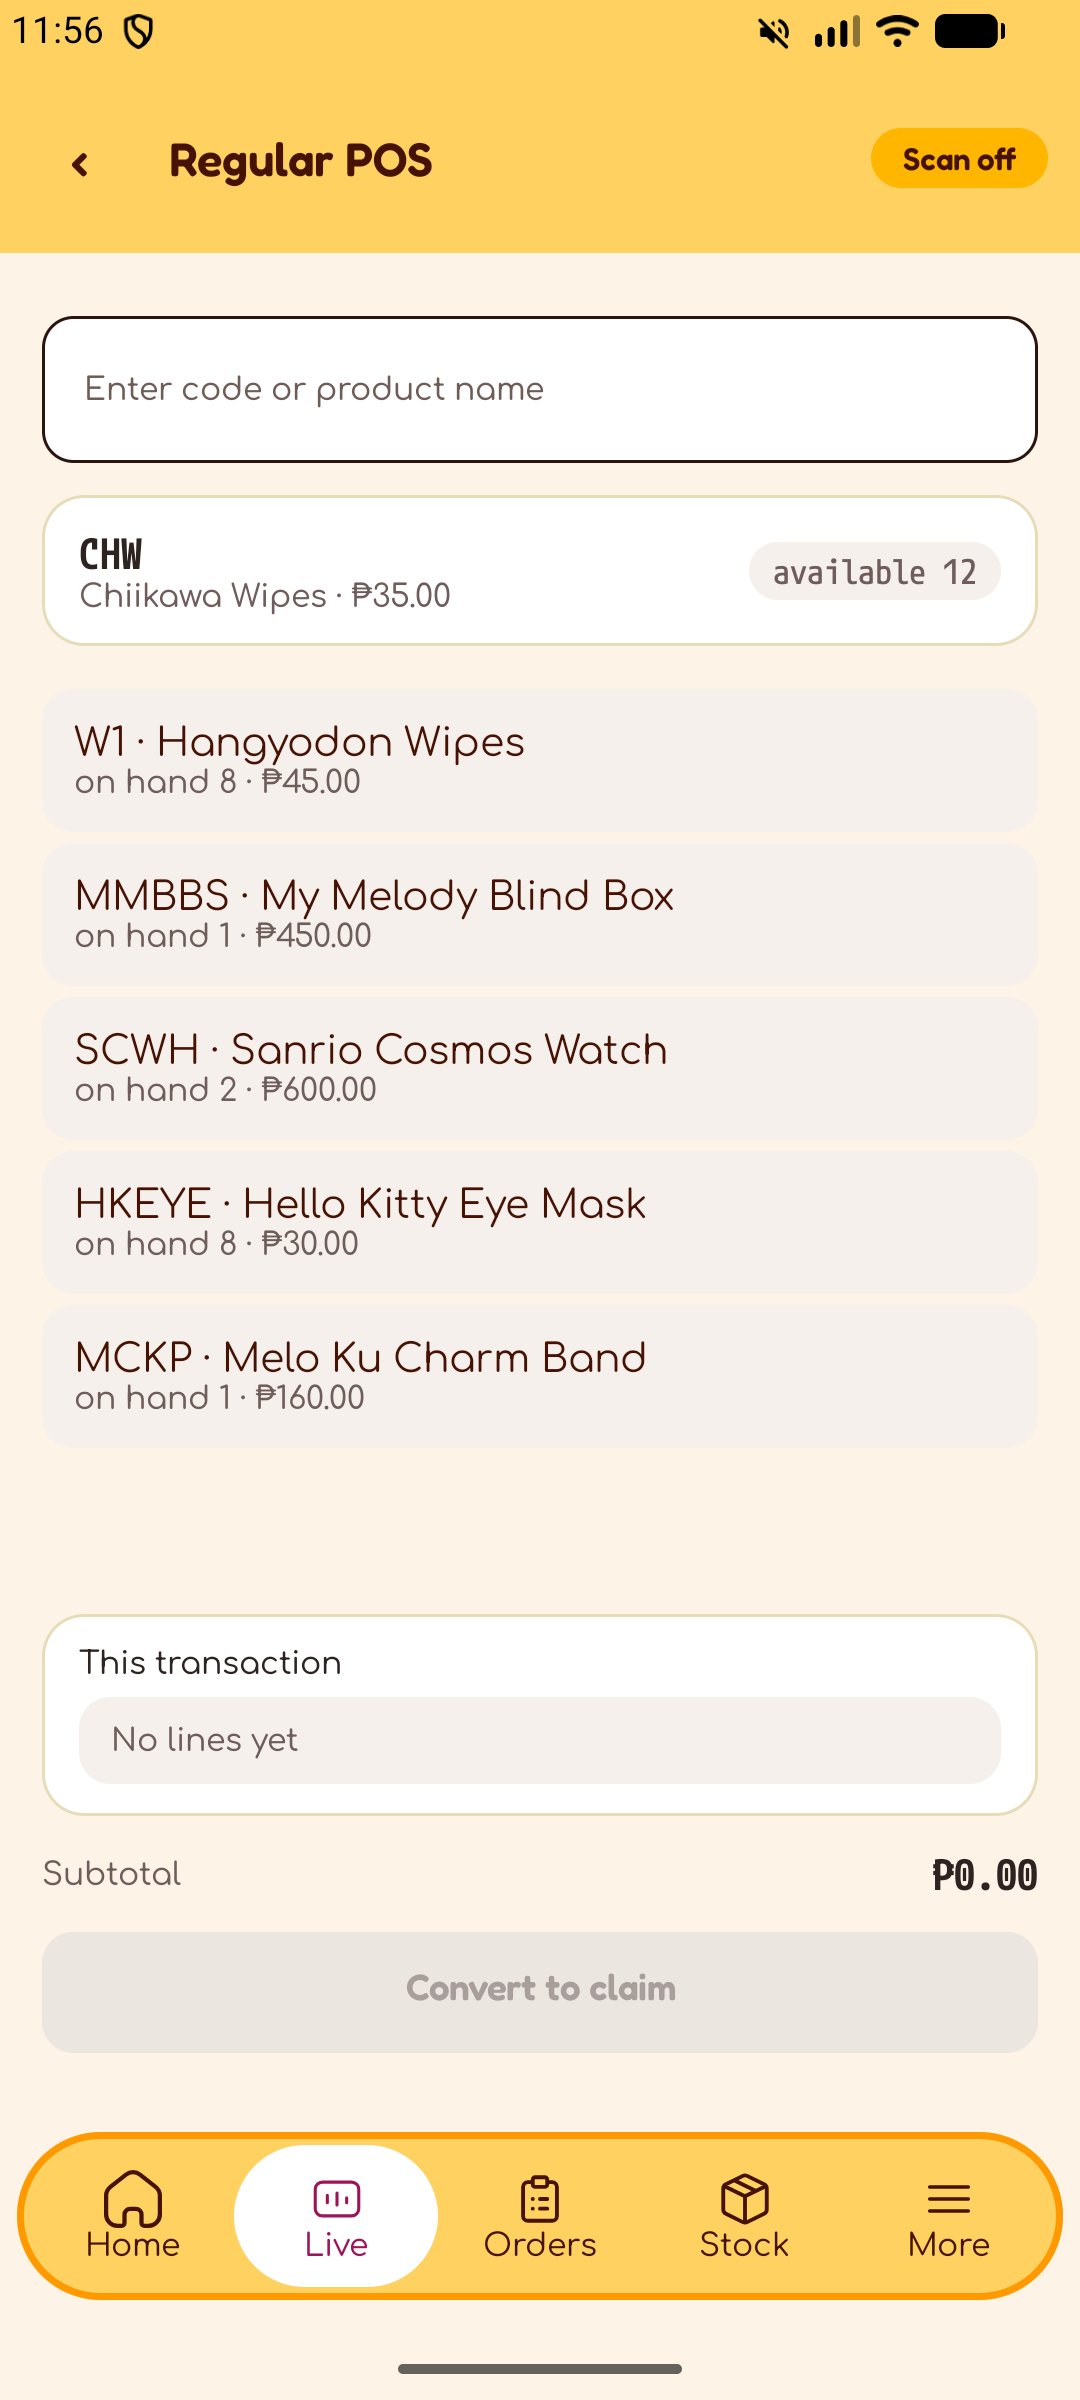 11:56
Regular POS
Scan off
Enter code or product name
CHW
Chiikawa Wipes · ₱35.00
available 12
W1 · Hangyodon Wipes
on hand 8 · ₱45.00
MMBBS · My Melody Blind Box
on hand 1 · ₱450.00
SCWH · Sanrio Cosmos Watch
on hand 2 · ₱600.00
HKEYE · Hello Kitty Eye Mask
on hand 8 · ₱30.00
MCKP · Melo Ku Charm Band
on hand 1 · ₱160.00
This transaction
No lines yet
Subtotal
₱0.00
Convert to claim
Home
Live
Orders
Stock
More